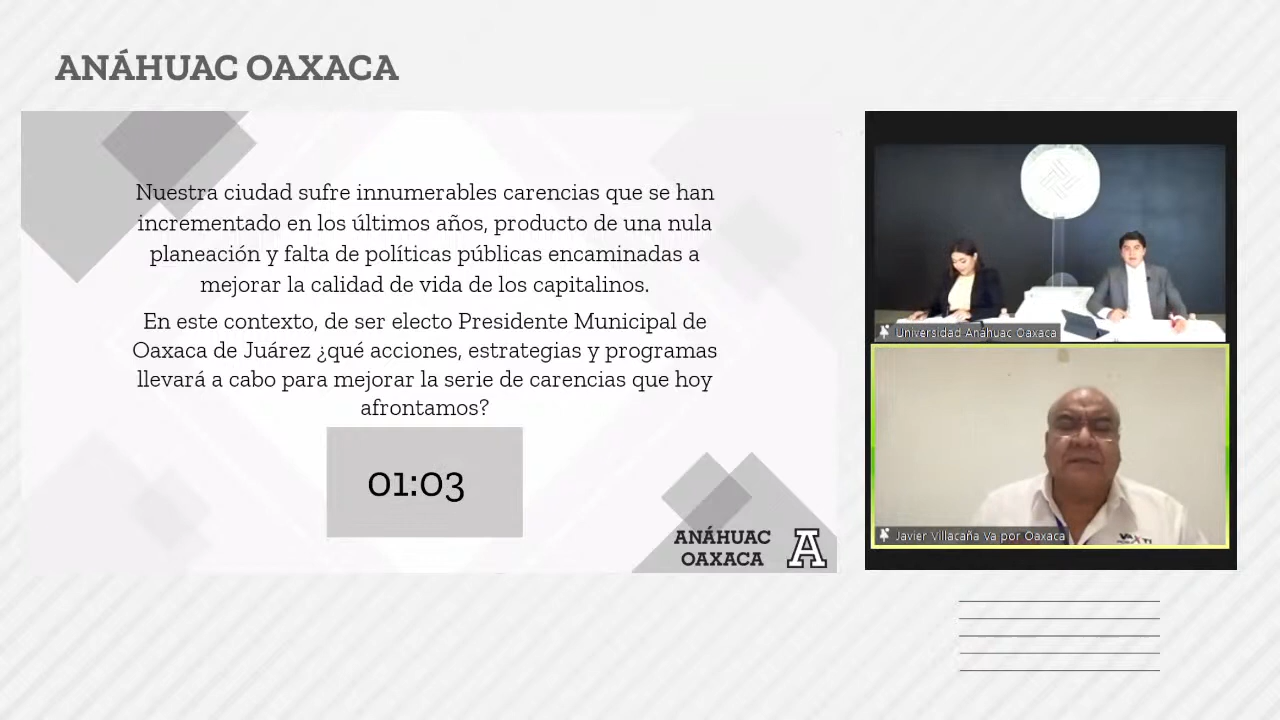 ANÁHUAC OAXACA
Nuestra ciudad sufre innumerables carencias que se han
incrementado en los últimos años, producto de una nula
planeación y falta de políticas públicas encaminadas a
mejorar la calidad de vida de los capitalinos.
En este contexto, de ser electo Presidente Municipal de
Oaxaca de Juárez ¿qué acciones, estrategias y programas
llevará a cabo para mejorar la serie de carencias que hoy
afrontamos?
01:03
ANÁHUAC
OAXACA
A
Universidad Anáhuac Oaxaca
Javier Villacaña Va por Oaxaca